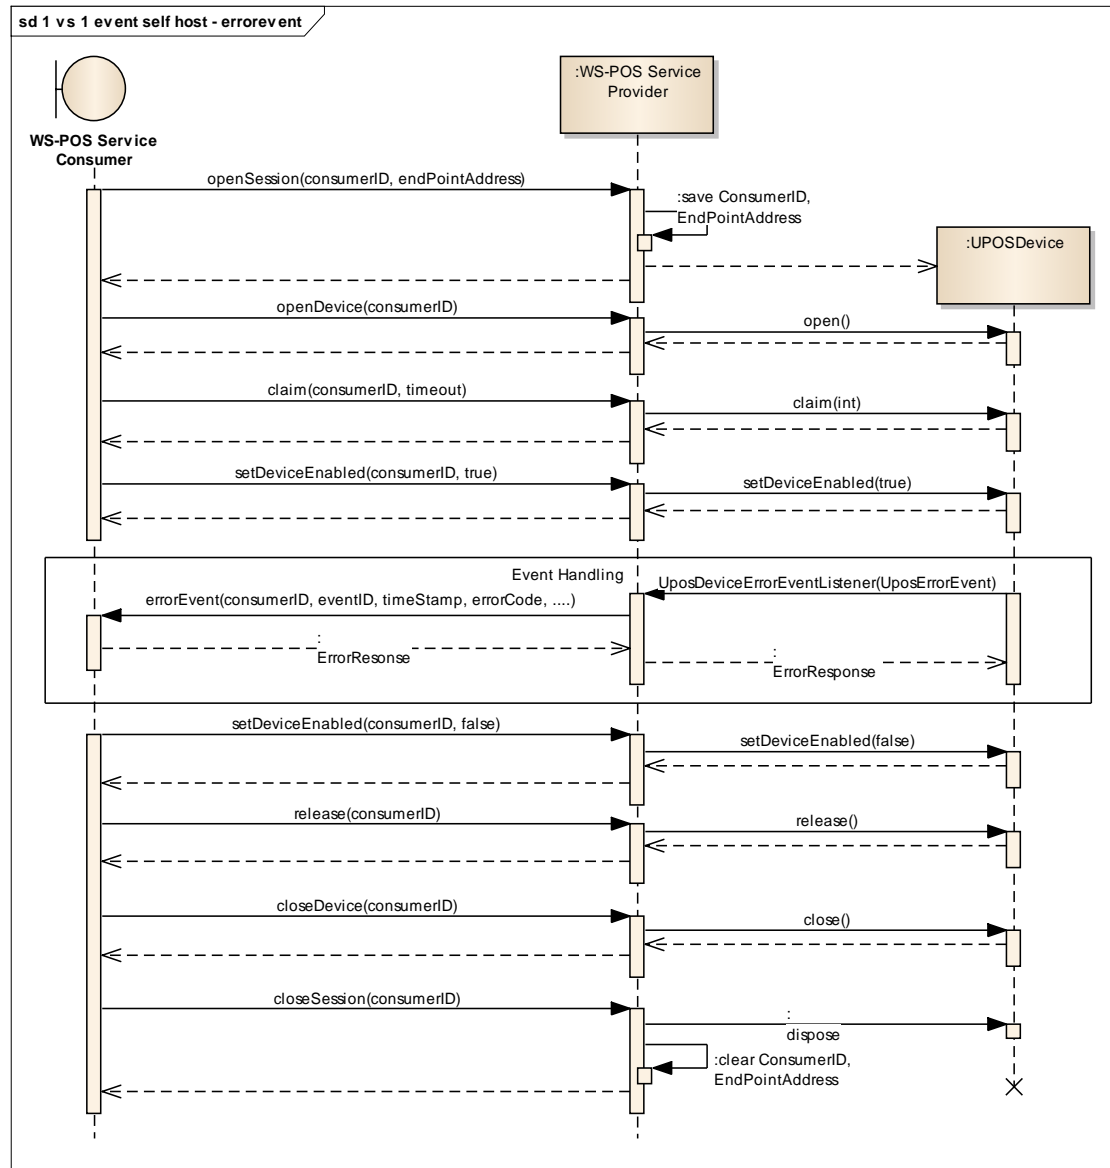 sd 1 vs 1 event self host - errorevent
:WS-POS Service
Provider
WS-POS Service
Consumer
openSession(consumerID, endPointAddress)
:save ConsumerID,
EndPointAddress
:UPOSDevice
openDevice(consumerID)
open()
claim(consumerID, timeout)
claim(int)
setDeviceEnabled(consumerID, true)
setDeviceEnabled(true)
Event Handling
UposDeviceErrorEventListener(UposErrorEvent)
errorEvent(consumerID, eventID, timeStamp, errorCode, ....)
:
ErrorResonse
:
ErrorResponse
setDeviceEnabled(consumerID, false)
setDeviceEnabled(false)
release(consumerID)
release()
closeDevice(consumerID)
close()
closeSession(consumerID)
:
dispose
:clear ConsumerID,
EndPointAddress